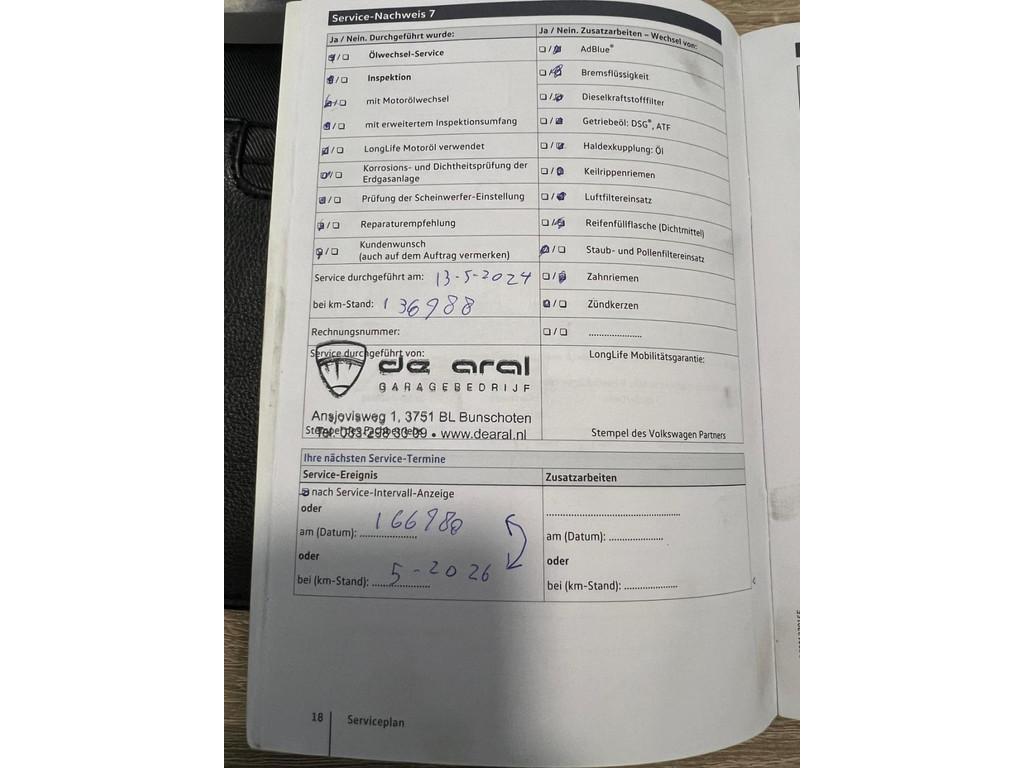 Service-Nachweis 7
Ja / Nein. Durchgeführt wurde:
Ölwechsel-Service
Inspektion
mit Motorölwechsel
mit erweitertem Inspektionsumfang
LongLife Motoröl verwendet
Korrosions- und Dichtheitsprüfung der
Erdgasanlage
Prüfung der Scheinwerfer-Einstellung
Reparaturempfehlung
Kundenwunsch
(auch auf dem Auftrag vermerken)
Service durchgeführt am: 13-5-2024
bei km-Stand: 136988
Rechnungsnummer:
Service durchgeführt von:
de aral
GARAGEBEDRIJF
Ansjovisweg 1, 3751 BL Bunschoten
Tel. 033 298 30 09 • www.dearal.nl
Ja / Nein. Zusatzarbeiten – Wechsel von:
AdBlue®
Bremsflüssigkeit
Dieselkraftstofffilter
Getriebeöl: DSG®, ATF
Haldexkupplung: Öl
Keilrippenriemen
Luftfiltereinsatz
Reifenfüllflasche (Dichtmittel)
Staub- und Pollenfiltereinsatz
Zahnriemen
Zündkerzen
LongLife Mobilitätsgarantie:
Stempel des Volkswagen Partners
Ihre nächsten Service-Termine
Service-Ereignis
nach Service-Intervall-Anzeige
oder
am (Datum): 166980
oder
bei (km-Stand): 5-2026
Zusatzarbeiten
am (Datum):
oder
bei (km-Stand):
18 Serviceplan